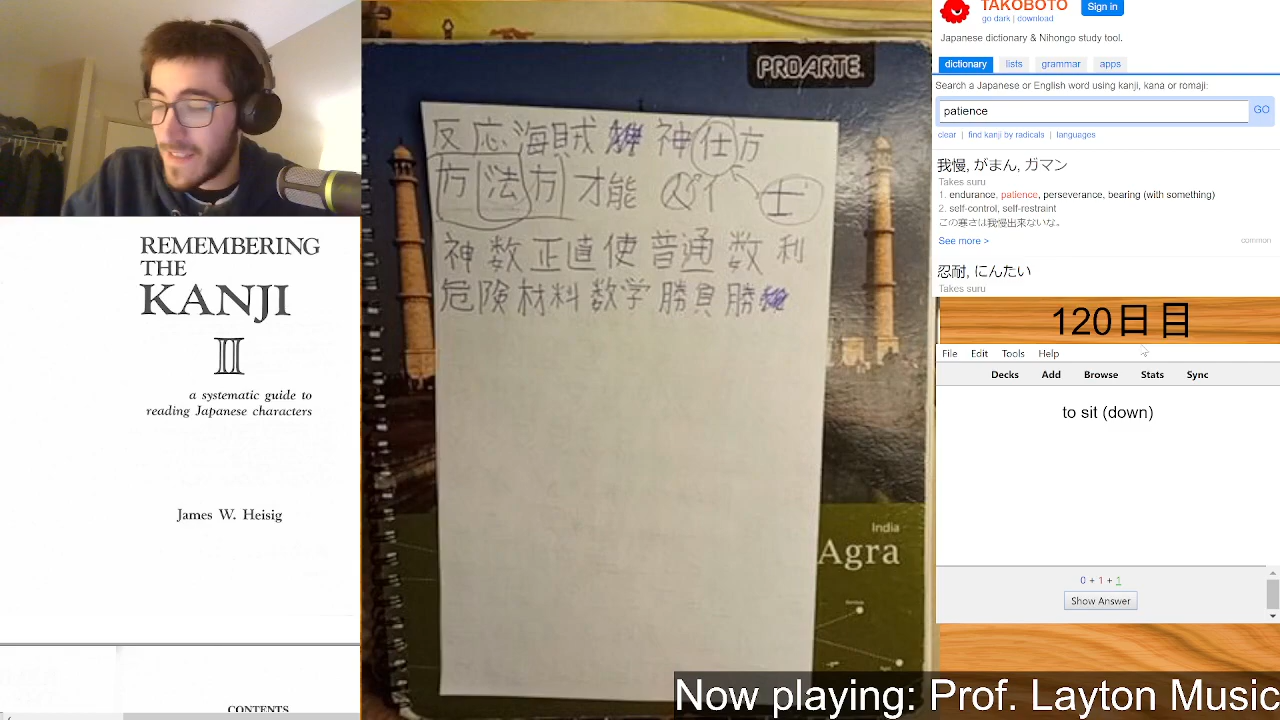 REMEMBERING
THE
KANJI
II
a systematic guide to
reading Japanese characters
James W. Heisig
CONTENTS
PROARTE
反応海賊 神仕方
方法方 才能 士
神数正直使普通数利
危険材料数学勝負勝
India
Agra
TAKOBOTO
go dark | download
Sign in
Japanese dictionary & Nihongo study tool.
dictionary lists grammar apps
Search a Japanese or English word using kanji, kana or romaji:
patience GO
clear | find kanji by radicals | languages
我慢, がまん, ガマン
Takes suru
1. endurance, patience, perseverance, bearing (with something)
2. self-control, self-restraint
この寒さは我慢出来ないな。
See more > common
忍耐, にんたい
Takes suru
120日目
File Edit Tools Help
Decks Add Browse Stats Sync
to sit (down)
0 + 1 + 1
Show Answer
Now playing: Prof. Layton Music